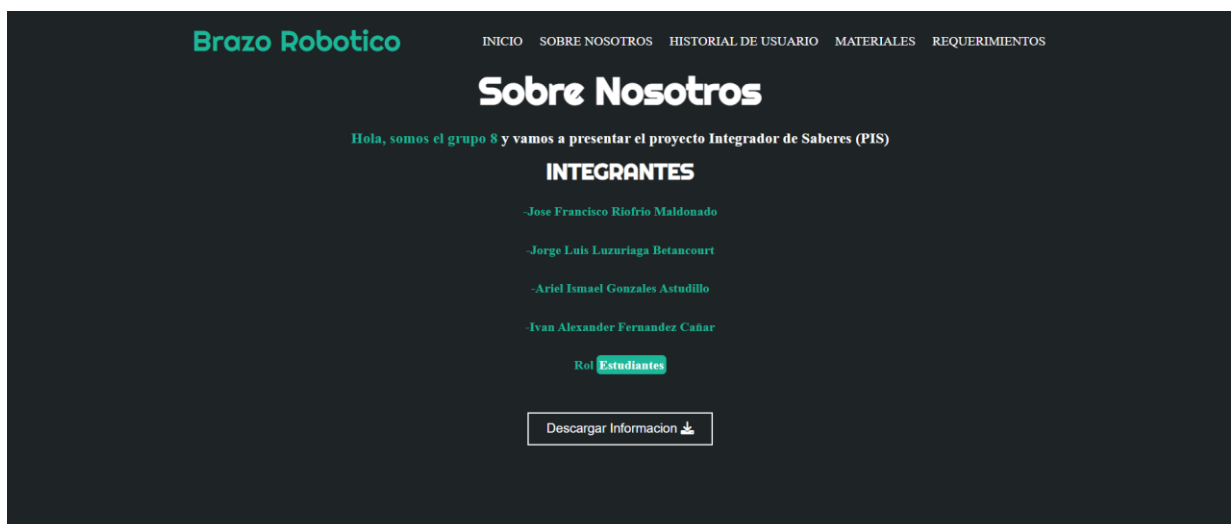 Brazo Robotico
INICIO SOBRE NOSOTROS HISTORIAL DE USUARIO MATERIALES REQUERIMIENTOS
Sobre Nosotros
Hola, somos el grupo 8 y vamos a presentar el proyecto Integrador de Saberes (PIS)
INTEGRANTES
-Jose Francisco Riofrio Maldonado
-Jorge Luis Luzuriaga Betancourt
-Ariel Ismael Gonzales Astudillo
-Ivan Alexander Fernandez Cañar
Rol Estudiantes
Descargar Informacion